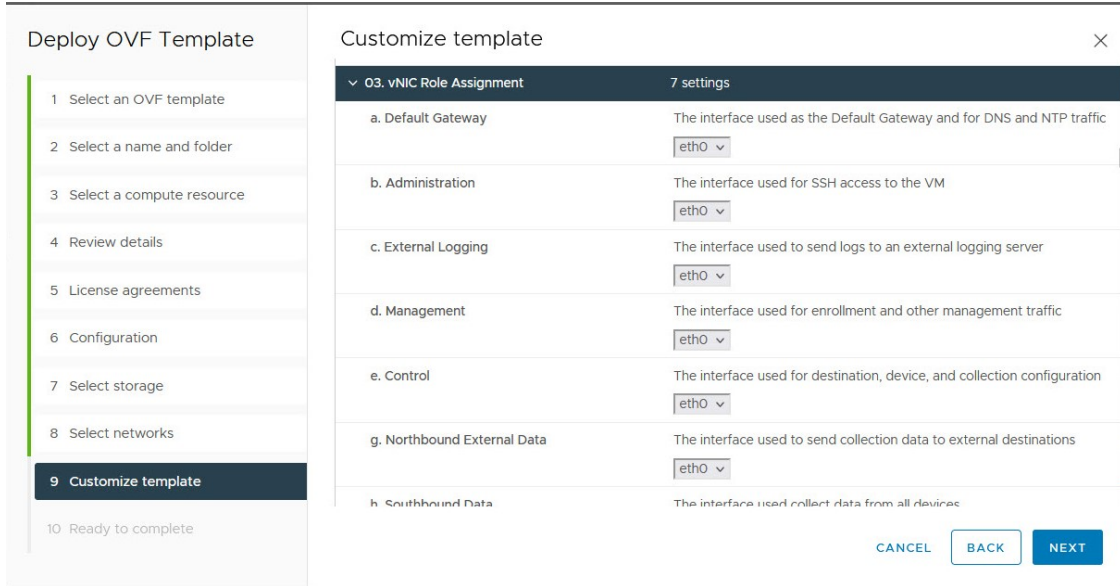 Deploy OVF Template
1 Select an OVF template
2 Select a name and folder
3 Select a compute resource
4 Review details
5 License agreements
6 Configuration
7 Select storage
8 Select networks
9 Customize template
10 Ready to complete
Customize template
03. vNIC Role Assignment 7 settings
a. Default Gateway The interface used as the Default Gateway and for DNS and NTP traffic
eth0
b. Administration The interface used for SSH access to the VM
eth0
c. External Logging The interface used to send logs to an external logging server
eth0
d. Management The interface used for enrollment and other management traffic
eth0
e. Control The interface used for destination, device, and collection configuration
eth0
g. Northbound External Data The interface used to send collection data to external destinations
eth0
h. Southbound Data The interface used collect data from all devices
CANCEL BACK NEXT